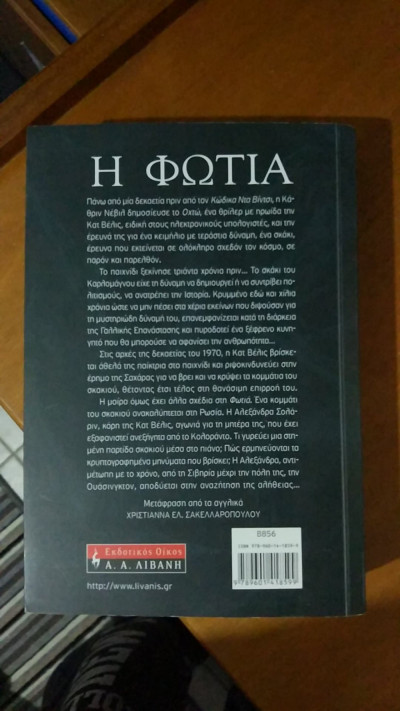 Η ΦΩΤΙΑ
Πάνω από μία δεκαετία πριν από τον Κώδικα Ντα Βίντσι, η Κά-
θριν Νέβιλ δημοσίευσε το Οχτώ, ένα θρίλερ με ηρωίδα την
Κατ Βέλις, ειδική στους ηλεκτρονικούς υπολογιστές, και την
έρευνά της για ένα κειμήλιο με τεράστια δύναμη, ένα σκάκι,
έρευνα που εκτείνεται σε ολόκληρο σχεδόν τον κόσμο, σε
παρόν και παρελθόν.
Το παιχνίδι ξεκίνησε τριάντα χρόνια πριν... Το σκάκι του
Καρλομάγνου είχε τη δύναμη να δημιουργεί ή να συντρίβει πο-
λιτισμούς, να ανατρέπει την Ιστορία. Κρυμμένο εδώ και χίλια
χρόνια ώστε να μην πέσει στα χέρια εκείνων που διψούσαν για
τη μυστηριώδη δύναμή του, επανεμφανίζεται κατά τη διάρκεια
της Γαλλικής Επανάστασης και πυροδοτεί ένα ξέφρενο κυνη-
γητό που θα μπορούσε να αφανίσει την ανθρωπότητα...
Στις αρχές της δεκαετίας του 1970, η Κατ Βέλις βρίσκε-
ται άθελά της παίκτρια στο παιχνίδι και ριψοκινδυνεύει στην
έρημο της Σαχάρας για να βρει και να κρύψει τα κομμάτια του
σκακιού, θέτοντας έτσι τέλος στη θανάσιμη επιρροή του.
Η μοίρα όμως έχει άλλα σχέδια στη Φωτιά. Ένα κομμάτι
του σκακιού ανακαλύπτεται στη Ρωσία. Η Αλεξάνδρα Σολά-
ριν, κόρη της Κατ Βέλις, αγωνιά για τη μητέρα της, που έχει
εξαφανιστεί ανεξήγητα από το Κολοράντο. Τι γυρεύει μια στη-
μένη παρτίδα σκακιού μέσα στο πιάνο; Πώς ερμηνεύονται τα
κρυπτογραφημένα μηνύματα που βρίσκει; Η Αλεξάνδρα, αντι-
μέτωπη με το χρόνο, από τη Σιβηρία μέχρι την πόλη της, την
Ουάσινγκτον, αποδύεται στην αναζήτηση της αλήθειας...
Μετάφραση από τα αγγλικά
ΧΡΙΣΤΙΑΝΝΑ ΕΛ. ΣΑΚΕΛΛΑΡΟΠΟΥΛΟΥ
Εκδοτικός Οίκος
Α. Α. ΛΙΒΑΝΗ
http://www.livanis.gr
8856
ISBN 978-960-14-1859-9
9 789601 418599